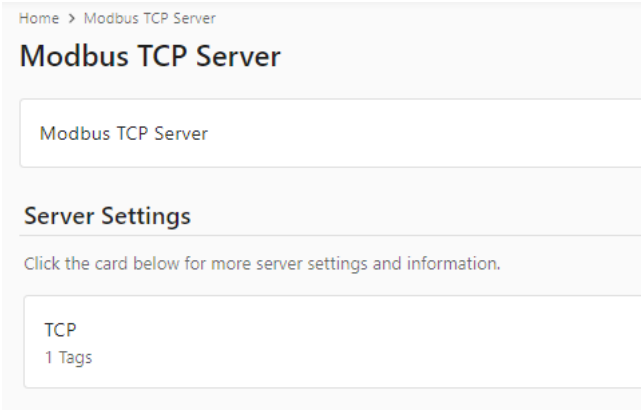 Home > Modbus TCP Server
Modbus TCP Server
Modbus TCP Server
Server Settings
Click the card below for more server settings and information.
TCP
1 Tags